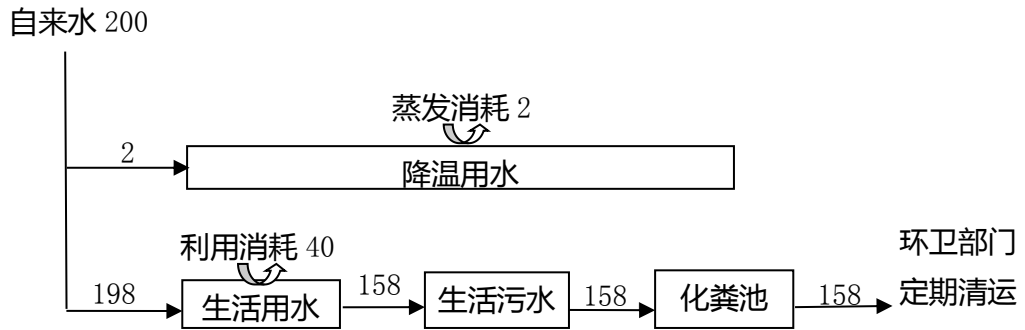 自来水 200
蒸发消耗 2
2
降温用水
利用消耗 40
环卫部门
定期清运
198
生活用水
158
生活污水
158
化粪池
158